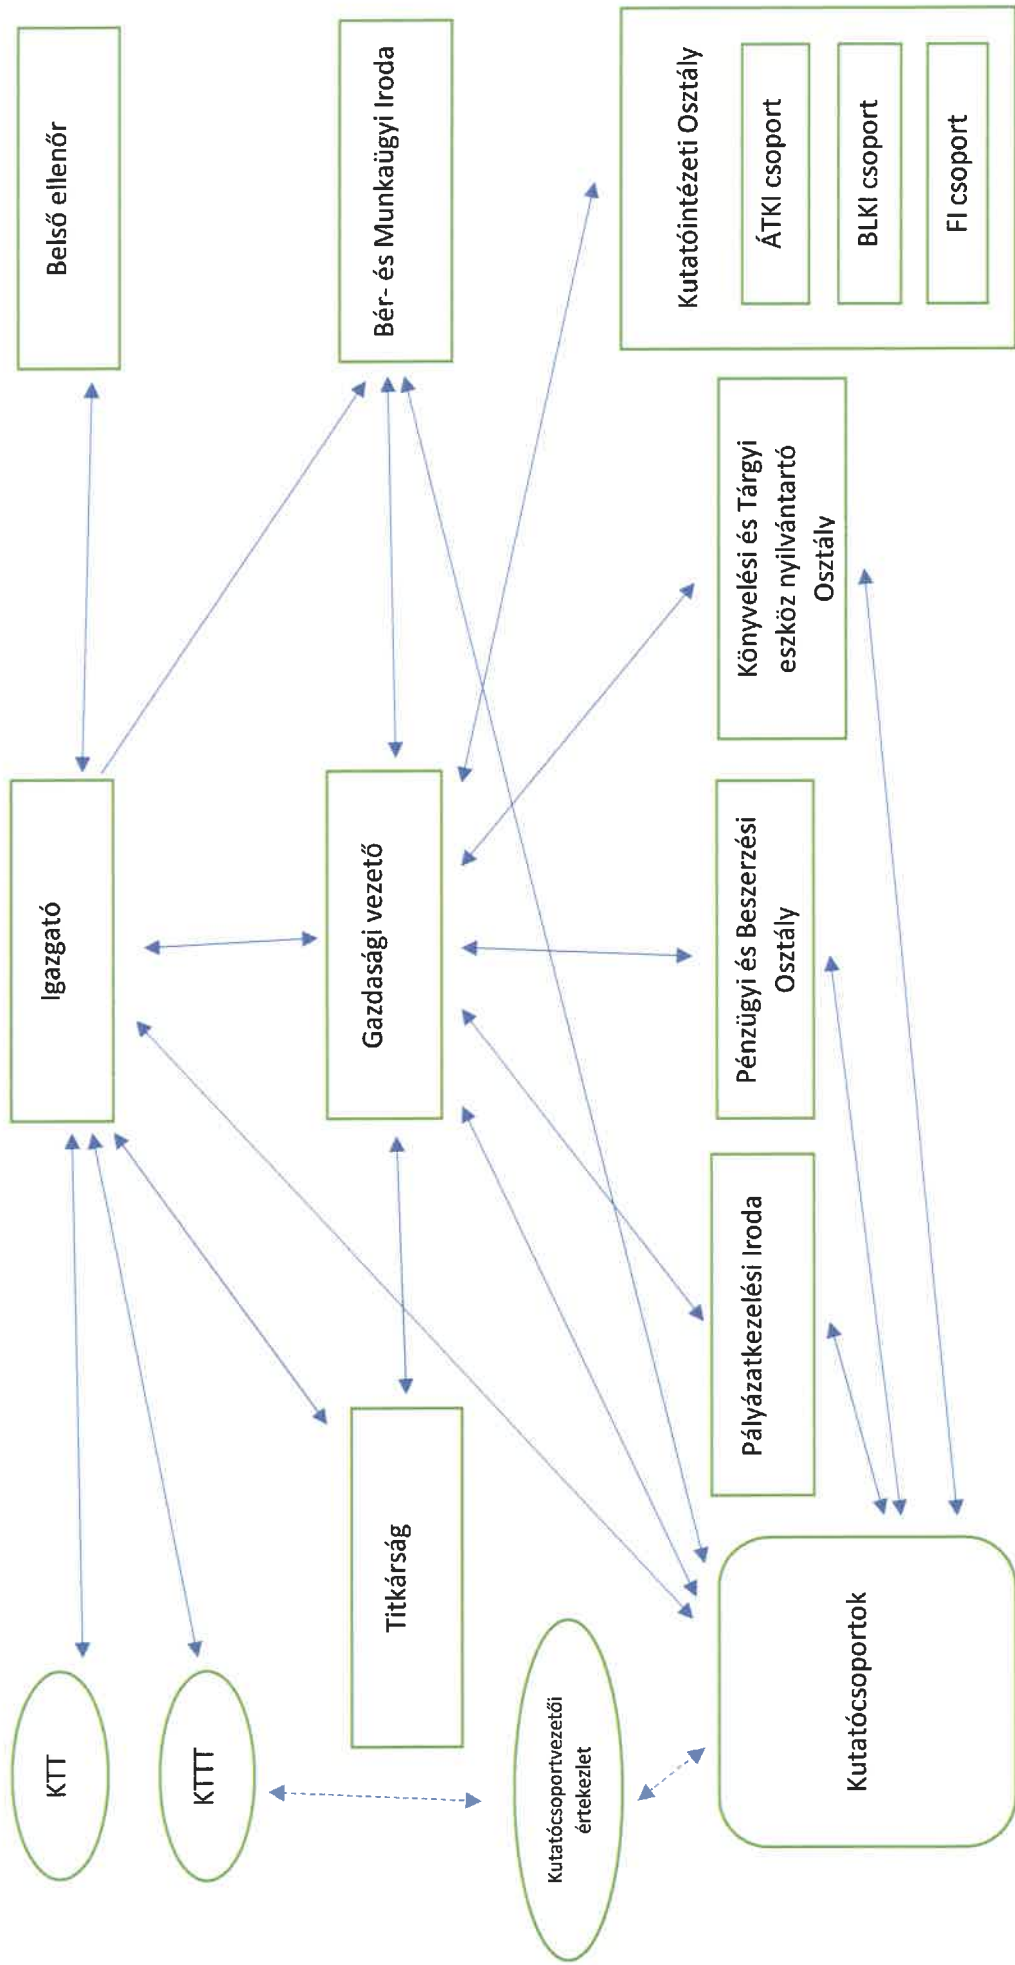 KTT
Igazgató
Belső ellenőr
KTTT
Titkárság
Gazdasági vezető
Bér- és Munkaügyi Iroda
Kutatócsoportvezetői
értekezlet
Kutatócsoportok
Pályázatkezelési Iroda
Pénzügyi és Beszerzési
Osztály
Könyvelési és Tárgyi
eszköz nyilvántartó
Osztály
Kutatóintézeti Osztály
ÁTKI csoport
BLKI csoport
FI csoport